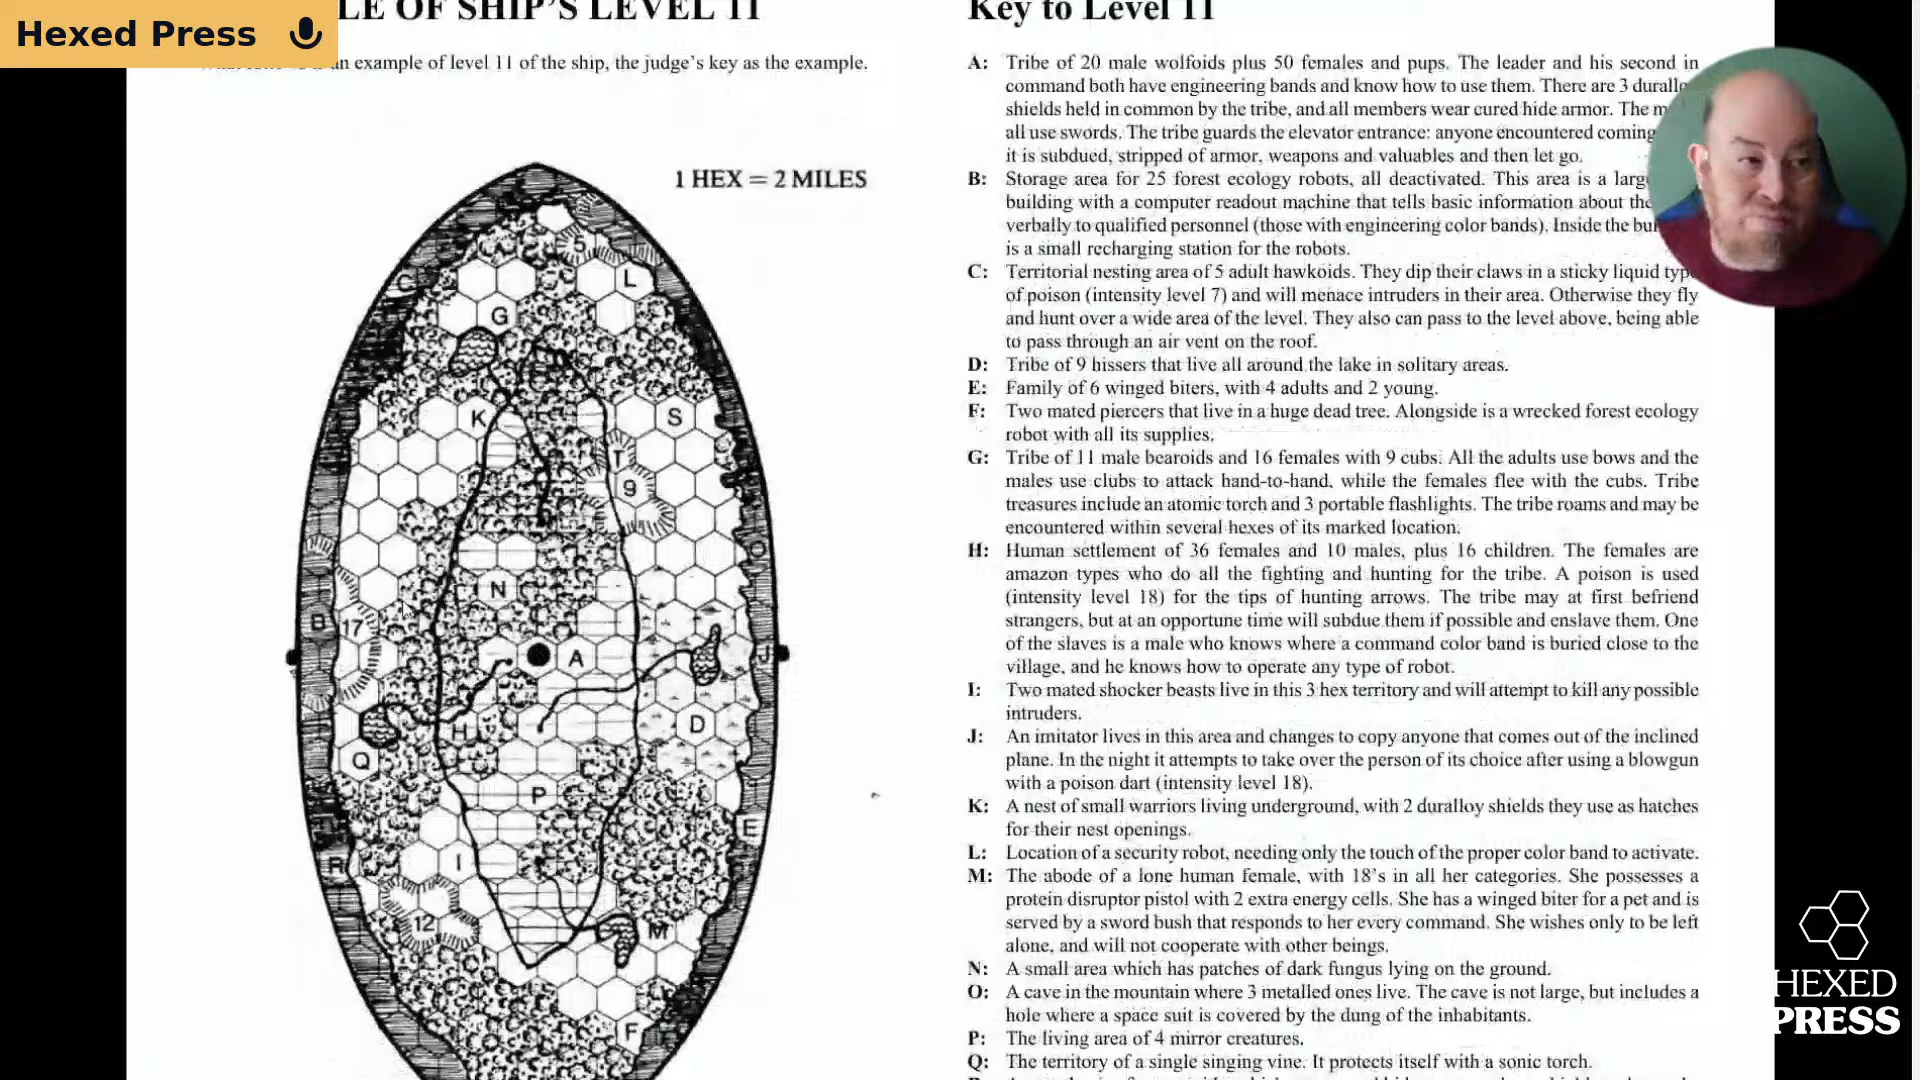 Hexed Press
LE OF SHIP'S LEVEL 11
an example of level 11 of the ship, the judge's key as the example.
1 HEX = 2 MILES
C
5
L
G
K
S
T
9
O
N
B
17
A
J
H
D
Q
P
E
R
I
12
M
F
Key to Level 11
A: Tribe of 20 male wolfoids plus 50 females and pups. The leader and his second in
command both have engineering bands and know how to use them. There are 3
shields held in common by the tribe, and all members wear cured hide armor. The
all use swords. The tribe guards the elevator entrance: anyone encountered coming
it is subdued, stripped of armor, weapons and valuables and then let go.
B: Storage area for 25 forest ecology robots, all deactivated. This area is a
building with a computer readout machine that tells basic information about
verbally to qualified personnel (those with engineering color bands). Inside the
is a small recharging station for the robots.
C: Territorial nesting area of 5 adult hawkoids. They dip their claws in a sticky liquid type
of poison (intensity level 7) and will menace intruders in their area. Otherwise they fly
and hunt over a wide area of the level. They also can pass to the level above, being able
to pass through an air vent on the roof.
D: Tribe of 9 hissers that live all around the lake in solitary areas.
E: Family of 6 winged biters, with 4 adults and 2 young.
F: Two mated piercers that live in a huge dead tree. Alongside is a wrecked forest ecology
robot with all its supplies.
G: Tribe of 11 male bearoids and 16 females with 9 cubs. All the adults use bows and the
males use clubs to attack hand-to-hand, while the females flee with the cubs. Tribe
treasures include an atomic torch and 3 portable flashlights. The tribe roams and may be
encountered within several hexes of its marked location.
H: Human settlement of 36 females and 10 males, plus 16 children. The females are
amazon types who do all the fighting and hunting for the tribe. A poison is used
(intensity level 18) for the tips of hunting arrows. The tribe may at first befriend
strangers, but at an opportune time will subdue them if possible and enslave them. One
of the slaves is a male who knows where a command color band is buried close to the
village, and he knows how to operate any type of robot.
I: Two mated shocker beasts live in this 3 hex territory and will attempt to kill any possible
intruders.
J: An imitator lives in this area and changes to copy anyone that comes out of the inclined
plane. In the night it attempts to take over the person of its choice after using a blowgun
with a poison dart (intensity level 18).
K: A nest of small warriors living underground, with 2 duralloy shields they use as hatches
for their nest openings.
L: Location of a security robot, needing only the touch of the proper color band to activate.
M: The abode of a lone human female, with 18's in all her categories. She possesses a
protein disruptor pistol with 2 extra energy cells. She has a winged biter for a pet and is
served by a sword bush that responds to her every command. She wishes only to be left
alone, and will not cooperate with other beings.
N: A small area which has patches of dark fungus lying on the ground.
O: A cave in the mountain where 3 metalled ones live. The cave is not large, but includes a
hole where a space suit is covered by the dung of the inhabitants.
P: The living area of 4 mirror creatures.
Q: The territory of a single singing vine. It protects itself with a sonic torch.
HEXED
PRESS